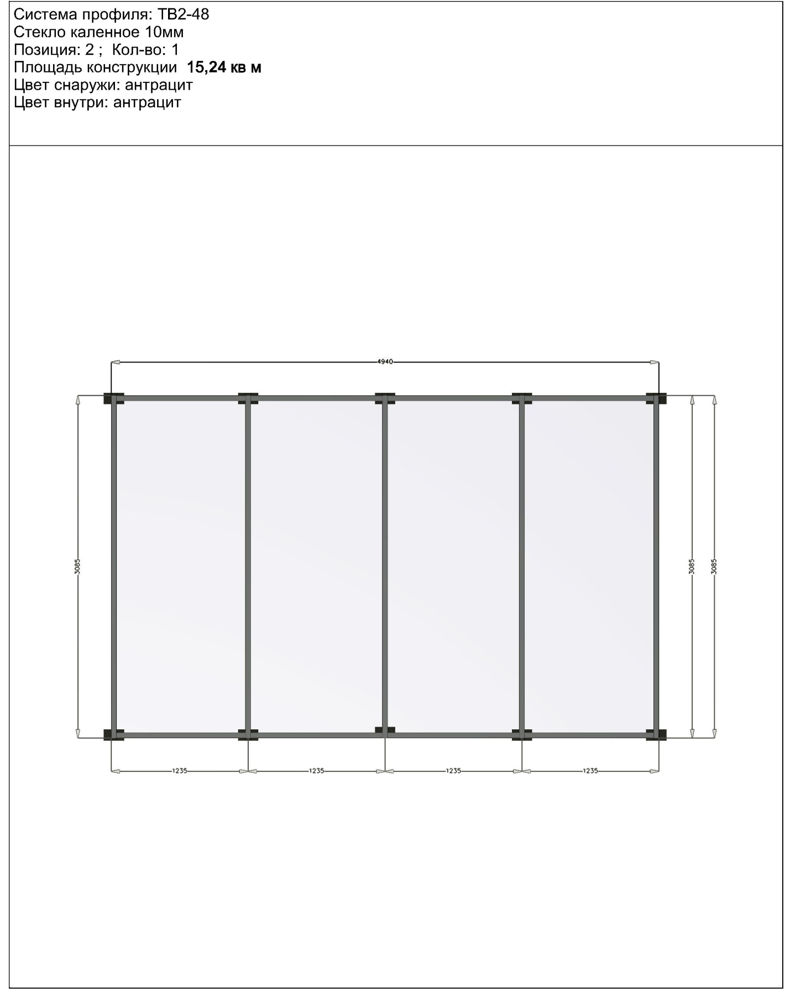 Система профиля: ТВ2-48
Стекло каленное 10мм
Позиция: 2 ; Кол-во: 1
Площадь конструкции 15,24 кв м
Цвет снаружи: антрацит
Цвет внутри: антрацит
4940
3085
3085
3085
1235
1235
1235
1235